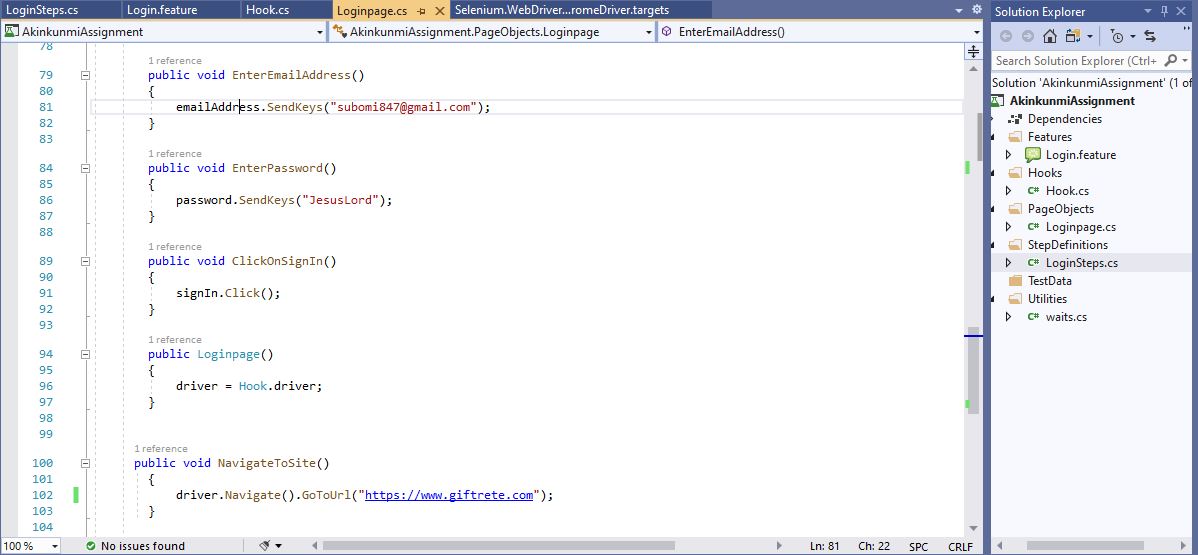 LoginSteps.cs Login.feature Hook.cs Loginpage.cs Selenium.WebDriver...romeDriver.targets
AkinkunmiAssignment AkinkunmiAssignment.PageObjects.Loginpage EnterEmailAddress()
78
1 reference
79 public void EnterEmailAddress()
80 {
81 emailAddress.SendKeys("subomi847@gmail.com");
82 }
83
1 reference
84 public void EnterPassword()
85 {
86 password.SendKeys("JesusLord");
87 }
88
1 reference
89 public void ClickOnSignIn()
90 {
91 signIn.Click();
92 }
93
1 reference
94 public Loginpage()
95 {
96 driver = Hook.driver;
97 }
98
99
1 reference
100 public void NavigateToSite()
101 {
102 driver.Navigate().GoToUrl("https://www.giftrete.com");
103 }
104
100 % No issues found Ln: 81 Ch: 22 SPC CRLF
Solution Explorer
Search Solution Explorer (Ctrl+
Solution 'AkinkunmiAssignment' (1 of
AkinkunmiAssignment
Dependencies
Features
Login.feature
Hooks
C# Hook.cs
PageObjects
C# Loginpage.cs
StepDefinitions
C# LoginSteps.cs
TestData
Utilities
C# waits.cs